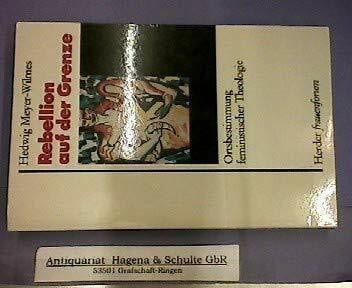 Hedwig Meyer-Wilmes
Rebellion
auf der Grenze
Ortsbestimmung
feministischer Theologie
Herder frauenforum
Antiquariat Hagena & Schulte GbR
53501 Grafschaft-Ringen